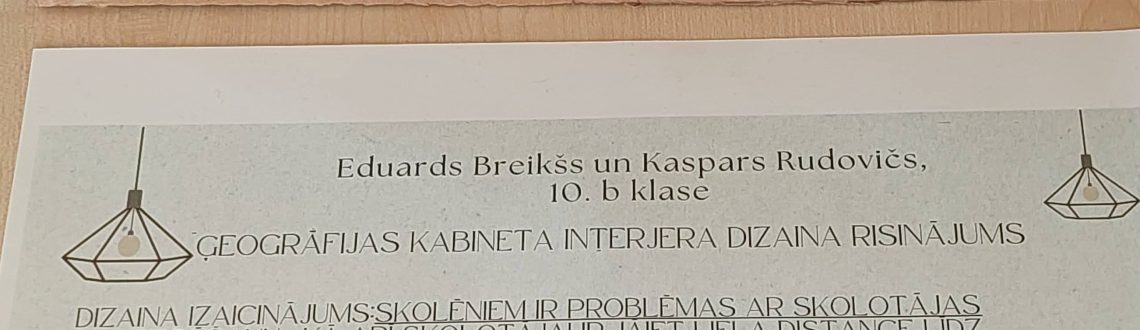 Eduards Breikšs un Kaspars Rudovičs,
10. b klase
ĢEOGRĀFIJAS KABINETA INTERJERA DIZAINA RISINĀJUMS
DIZAINA IZAICINĀJUMS:SKOLĒNIEM IR PROBLĒMAS AR SKOLOTĀJAS